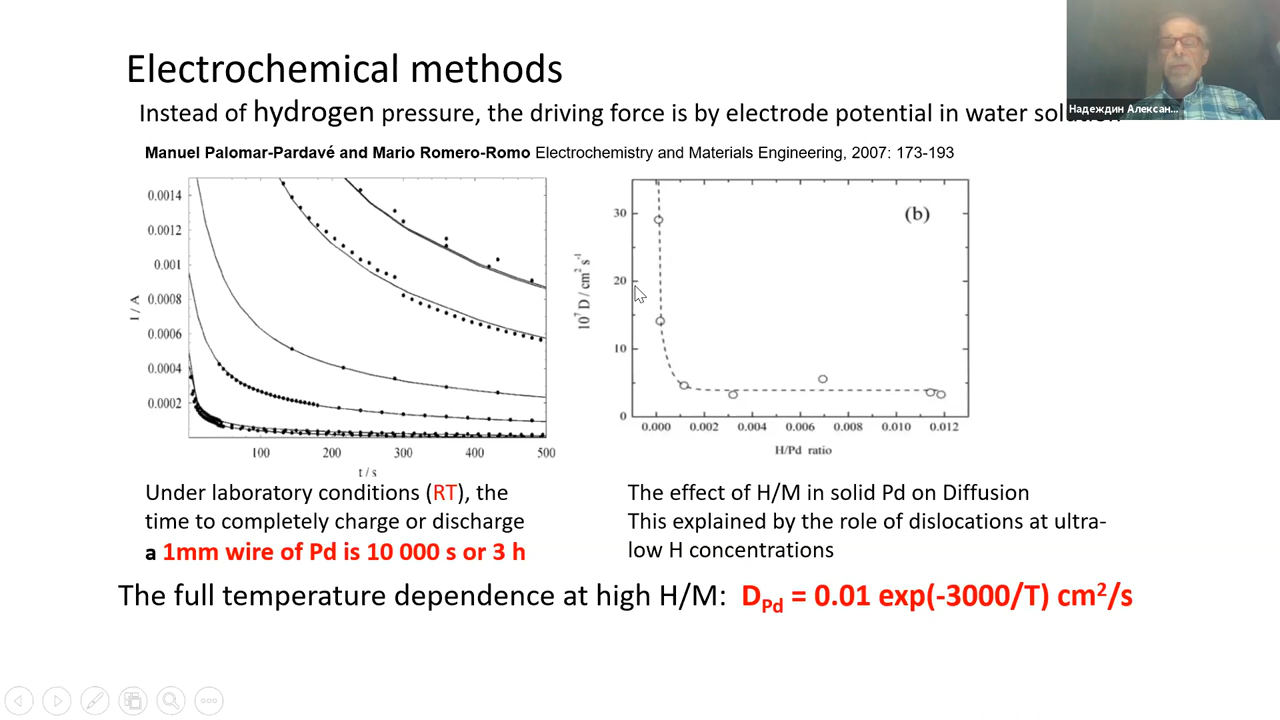 Electrochemical methods
Instead of hydrogen pressure, the driving force is by electrode potential in water solution
Надеждин Алексан...
Manuel Palomar-Pardavé and Mario Romero-Romo Electrochemistry and Materials Engineering, 2007: 173-193
0.0014
0.0012
0.001
0.0008
0.0006
0.0004
0.0002
I / A
100 200 300 400 500
t / s
(b)
30
20
10
0
10⁷ D / cm² s⁻¹
0.000 0.002 0.004 0.006 0.008 0.010 0.012
H/Pd ratio
Under laboratory conditions (RT), the
time to completely charge or discharge
a 1mm wire of Pd is 10 000 s or 3 h
The effect of H/M in solid Pd on Diffusion
This explained by the role of dislocations at ultra-
low H concentrations
The full temperature dependence at high H/M: D_Pd = 0.01 exp(-3000/T) cm²/s